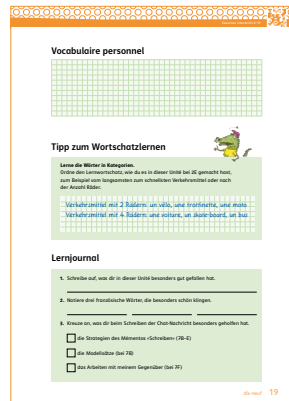 Vocabulaire personnel
Tipp zum Wortschatzlernen
Lerne die Wörter in Kategorien.
Ordne den Lernwortschatz, wie du es in dieser Unité bei 2E gemacht hast,
zum Beispiel vom langsamsten zum schnellsten Verkehrsmittel oder nach
der Anzahl Räder.
Verkehrsmittel mit 2 Rädern: un vélo, une trottinette, une moto
Verkehrsmittel mit 4 Rädern: une voiture, un skate-board, un bus
Lernjournal
1. Schreibe auf, was dir in dieser Unité besonders gut gefallen hat.
2. Notiere drei französische Wörter, die besonders schön klingen.
3. Kreuze an, was dir beim Schreiben der Chat-Nachricht besonders geholfen hat.
die Strategien des Mémentos «Schreiben» (7B–E)
die Modellsätze (bei 7B)
das Arbeiten mit meinem Gegenüber (bei 7F)
dix-neuf 19